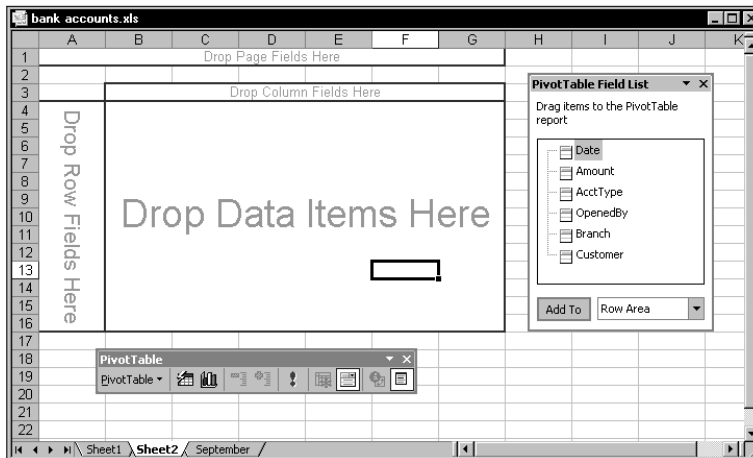 bank accounts.xls
A B C D E F G H I J K
1 Drop Page Fields Here
2
3 Drop Column Fields Here
4
5
6
7
8
9
10
11
12
13
14
15
16
17
18
19
20
21
22
Drop Row Fields Here
Drop Data Items Here
PivotTable Field List
Drag items to the PivotTable
report
Date
Amount
AcctType
OpenedBy
Branch
Customer
Add To Row Area
PivotTable
PivotTable
Sheet1 Sheet2 September